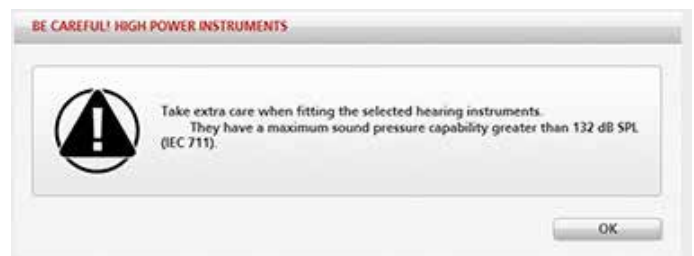 BE CAREFUL! HIGH POWER INSTRUMENTS
Take extra care when fitting the selected hearing instruments.
They have a maximum sound pressure capability greater than 132 dB SPL
(IEC 711).
OK